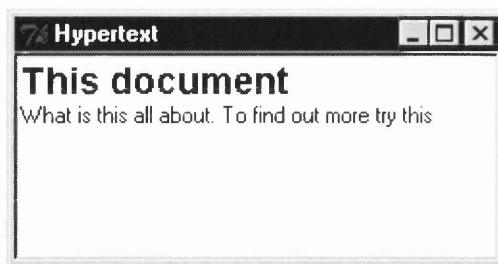 Hypertext
This document
What is this all about. To find out more try this